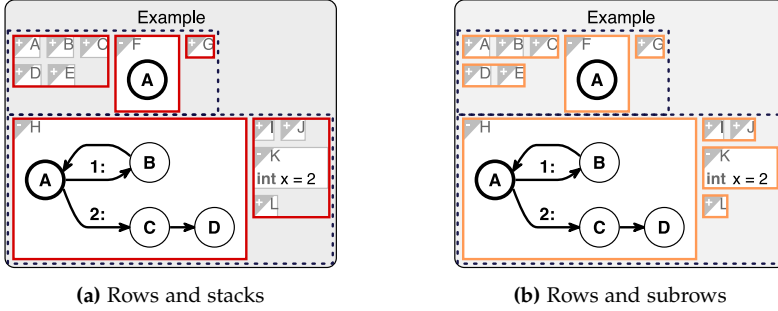 Example
+ A + B + C - F + G
+ D + E
A
- H + I + J
B
1:
- K
A
int x = 2
2:
+ L
C D
(a) Rows and stacks
Example
+ A + B + C - F + G
+ D + E
A
- H + I + J
B
1:
- K
A
int x = 2
2:
+ L
C D
(b) Rows and subrows